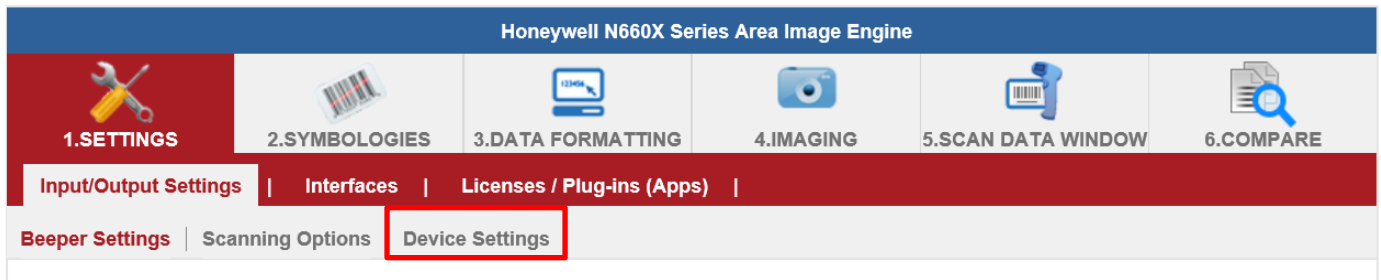 Honeywell N660X Series Area Image Engine
123456
1.SETTINGS 2.SYMBOLOGIES 3.DATA FORMATTING 4.IMAGING 5.SCAN DATA WINDOW 6.COMPARE
Input/Output Settings | Interfaces | Licenses / Plug-ins (Apps) |
Beeper Settings | Scanning Options Device Settings